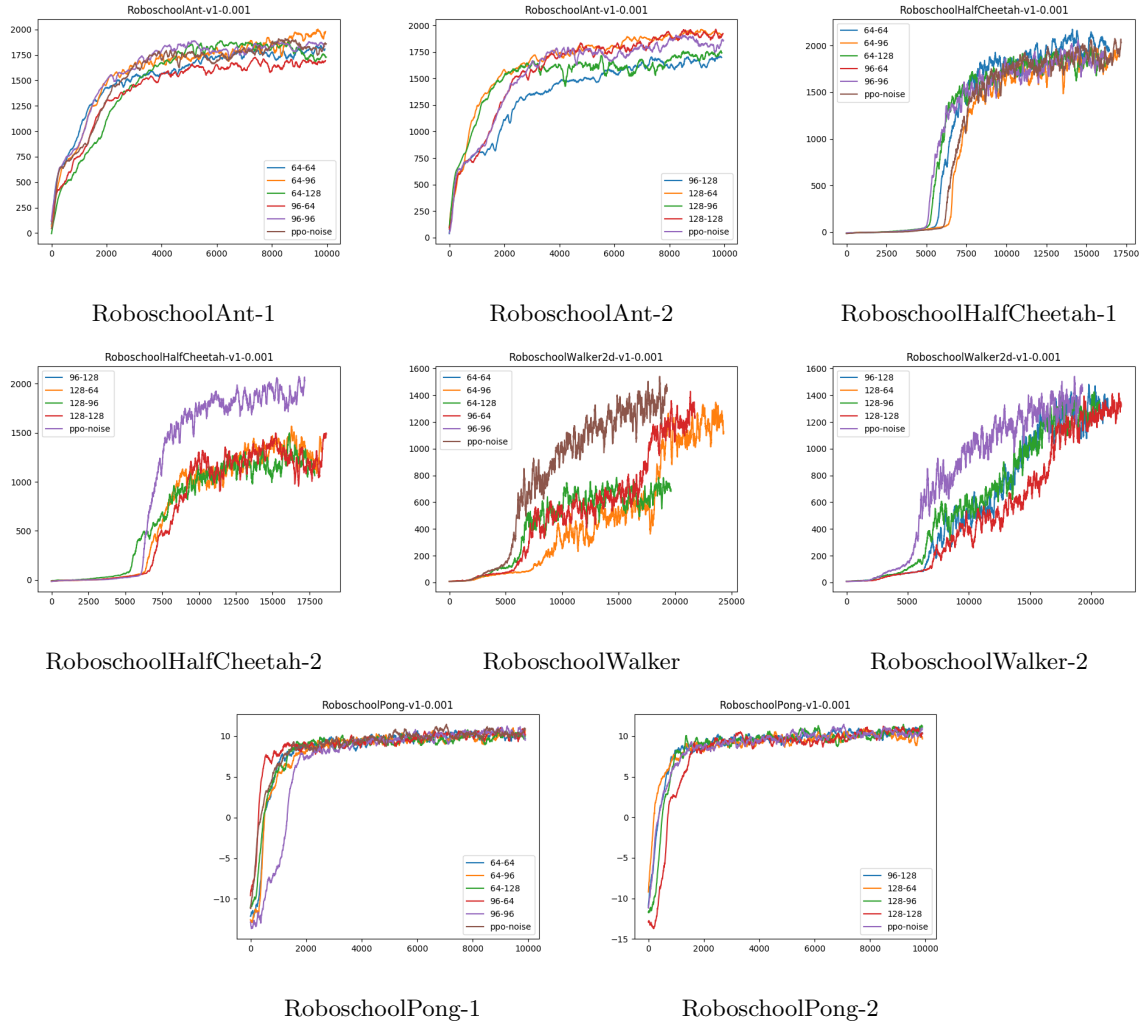 RoboschoolAnt-v1-0.001
2000
1750
1500
1250
1000
750
500
250
0
0 2000 4000 6000 8000 10000
64-64
64-96
64-128
96-64
96-96
ppo-noise
RoboschoolAnt-1
RoboschoolAnt-v1-0.001
2000
1750
1500
1250
1000
750
500
250
0
0 2000 4000 6000 8000 10000
96-128
128-64
128-96
128-128
ppo-noise
RoboschoolAnt-2
RoboschoolHalfCheetah-v1-0.001
2000
1500
1000
500
0
0 2500 5000 7500 10000 12500 15000 17500
64-64
64-96
64-128
96-64
96-96
ppo-noise
RoboschoolHalfCheetah-1
RoboschoolHalfCheetah-v1-0.001
2000
1500
1000
500
0
0 2500 5000 7500 10000 12500 15000 17500
96-128
128-64
128-96
128-128
ppo-noise
RoboschoolHalfCheetah-2
RoboschoolWalker2d-v1-0.001
1600
1400
1200
1000
800
600
400
200
0
0 5000 10000 15000 20000 25000
64-64
64-96
64-128
96-64
96-96
ppo-noise
RoboschoolWalker
RoboschoolWalker2d-v1-0.001
1600
1400
1200
1000
800
600
400
200
0
0 5000 10000 15000 20000
96-128
128-64
128-96
128-128
ppo-noise
RoboschoolWalker-2
RoboschoolPong-v1-0.001
10
5
0
−5
−10
0 2000 4000 6000 8000 10000
64-64
64-96
64-128
96-64
96-96
ppo-noise
RoboschoolPong-1
RoboschoolPong-v1-0.001
10
5
0
−5
−10
−15
0 2000 4000 6000 8000 10000
96-128
128-64
128-96
128-128
ppo-noise
RoboschoolPong-2